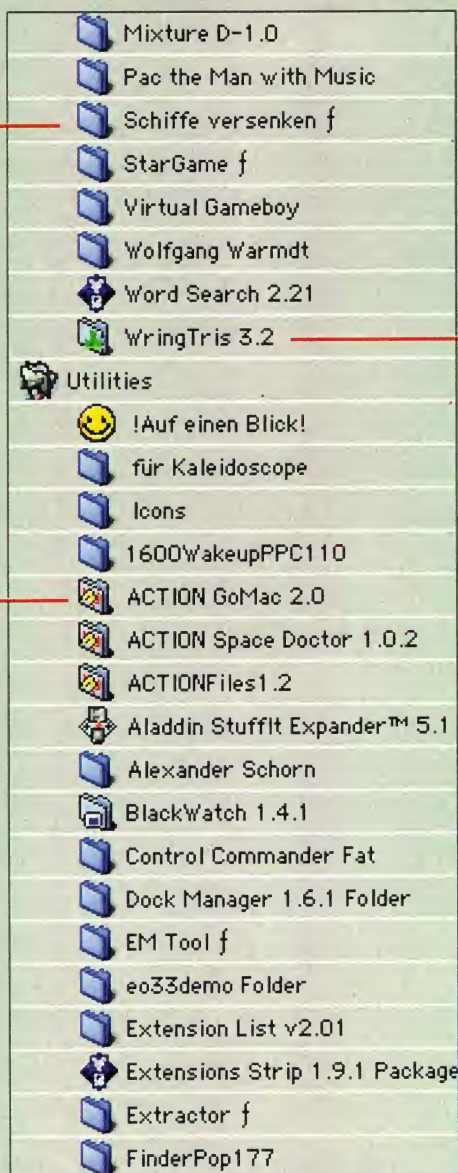 Mixture D-1.0
Pac the Man with Music
Schiffe versenken ƒ
StarGame ƒ
Virtual Gameboy
Wolfgang Warmdt
Word Search 2.21
WringTris 3.2
Utilities
!Auf einen Blick!
für Kaleidoscope
Icons
1600WakeupPPC110
ACTION GoMac 2.0
ACTION Space Doctor 1.0.2
ACTIONFiles1.2
Aladdin StuffIt Expander™ 5.1
Alexander Schorn
BlackWatch 1.4.1
Control Commander Fat
Dock Manager 1.6.1 Folder
EM Tool ƒ
eo33demo Folder
Extension List v2.01
Extensions Strip 1.9.1 Package
Extractor ƒ
FinderPop177